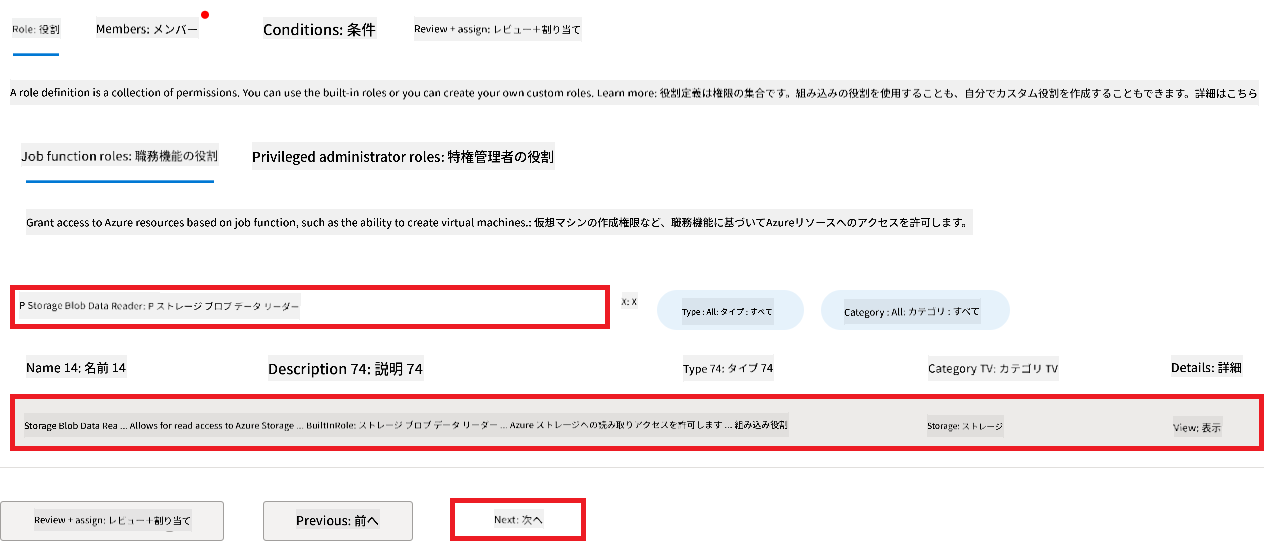 Role: 役割 Members: メンバー Conditions: 条件 Review + assign: レビュー＋割り当て
A role definition is a collection of permissions. You can use the built-in roles or you can create your own custom roles. Learn more: 役割定義は権限の集合です。組み込みの役割を使用することも、自分でカスタム役割を作成することもできます。詳細はこちら
Job function roles: 職務機能の役割 Privileged administrator roles: 特権管理者の役割
Grant access to Azure resources based on job function, such as the ability to create virtual machines.: 仮想マシンの作成権限など、職務機能に基づいてAzureリソースへのアクセスを許可します。
P Storage Blob Data Reader: P ストレージ ブロブ データ リーダー X: X Type : All: タイプ : すべて Category : All: カテゴリ : すべて
Name 14: 名前 14 Description 74: 説明 74 Type 74: タイプ 74 Category TV: カテゴリ TV Details: 詳細
Storage Blob Data Rea ... Allows for read access to Azure Storage ... BuiltInRole: ストレージ ブロブ データ リーダー ... Azure ストレージへの読み取りアクセスを許可します ... 組み込み役割 Storage: ストレージ View: 表示
Review + assign: レビュー＋割り当て Previous: 前へ Next: 次へ